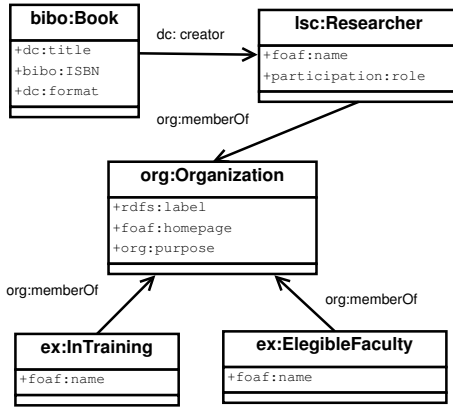 bibo:Book
+dc:title
+bibo:ISBN
+dc:format
dc: creator
lsc:Researcher
+foaf:name
+participation:role
org:memberOf
org:Organization
+rdfs:label
+foaf:homepage
+org:purpose
org:memberOf
org:memberOf
ex:InTraining
+foaf:name
ex:ElegibleFaculty
+foaf:name